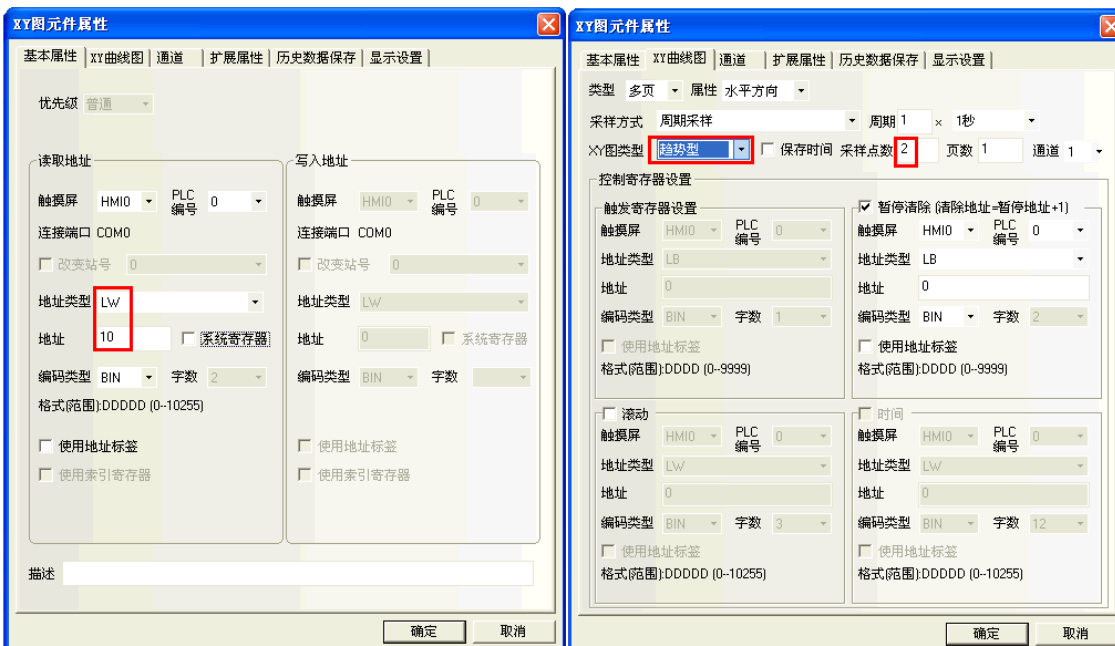 XY图元件属性
基本属性 XY曲线图 通道 扩展属性 历史数据保存 显示设置
优先级 普通
读取地址
触摸屏 HMI0 PLC编号 0
连接端口 COM0
改变站号 0
地址类型 LW
地址 10 系统寄存器
编码类型 BIN 字数 2
格式(范围):DDDDD (0--10255)
使用地址标签
使用索引寄存器
写入地址
触摸屏 HMI0 PLC编号 0
连接端口 COM0
改变站号 0
地址类型 LW
地址 0 系统寄存器
编码类型 BIN 字数
使用地址标签
使用索引寄存器
描述
确定 取消
XY图元件属性
基本属性 XY曲线图 通道 扩展属性 历史数据保存 显示设置
类型 多页 属性 水平方向
采样方式 周期采样 周期 1 × 1秒
XY图类型 趋势型 保存时间 采样点数 2 页数 1 通道 1
控制寄存器设置
触发寄存器设置
触摸屏 HMI0 PLC编号 0
地址类型 LB
地址 0
编码类型 BIN 字数 1
使用地址标签
格式(范围):DDDD (0--9999)
暂停清除 (清除地址=暂停地址+1)
触摸屏 HMI0 PLC编号 0
地址类型 LB
地址 0
编码类型 BIN 字数 2
使用地址标签
格式(范围):DDDD (0--9999)
滚动
触摸屏 HMI0 PLC编号 0
地址类型 LW
地址 0
编码类型 BIN 字数 3
使用地址标签
格式(范围):DDDDD (0--10255)
时间
触摸屏 HMI0 PLC编号 0
地址类型 LW
地址 0
编码类型 BIN 字数 12
使用地址标签
格式(范围):DDDDD (0--10255)
确定 取消